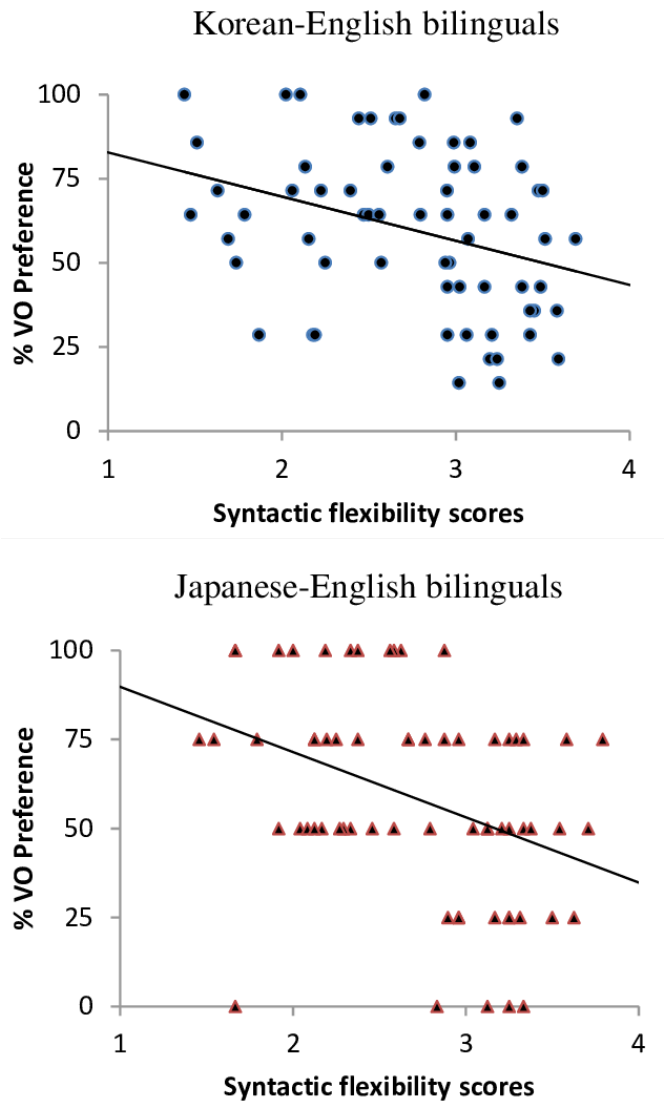 Korean-English bilinguals
100
75
50
25
0
% VO Preference
1 2 3 4
Syntactic flexibility scores
Japanese-English bilinguals
100
75
50
25
0
% VO Preference
1 2 3 4
Syntactic flexibility scores